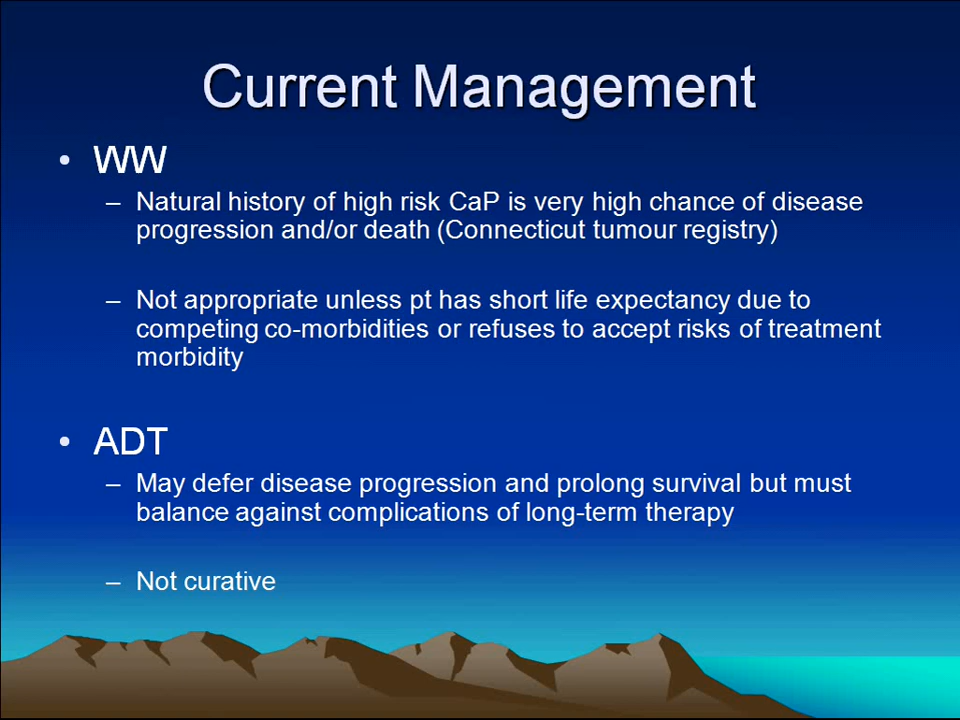 Current Management
• WW
– Natural history of high risk CaP is very high chance of disease
progression and/or death (Connecticut tumour registry)
– Not appropriate unless pt has short life expectancy due to
competing co-morbidities or refuses to accept risks of treatment
morbidity
• ADT
– May defer disease progression and prolong survival but must
balance against complications of long-term therapy
– Not curative